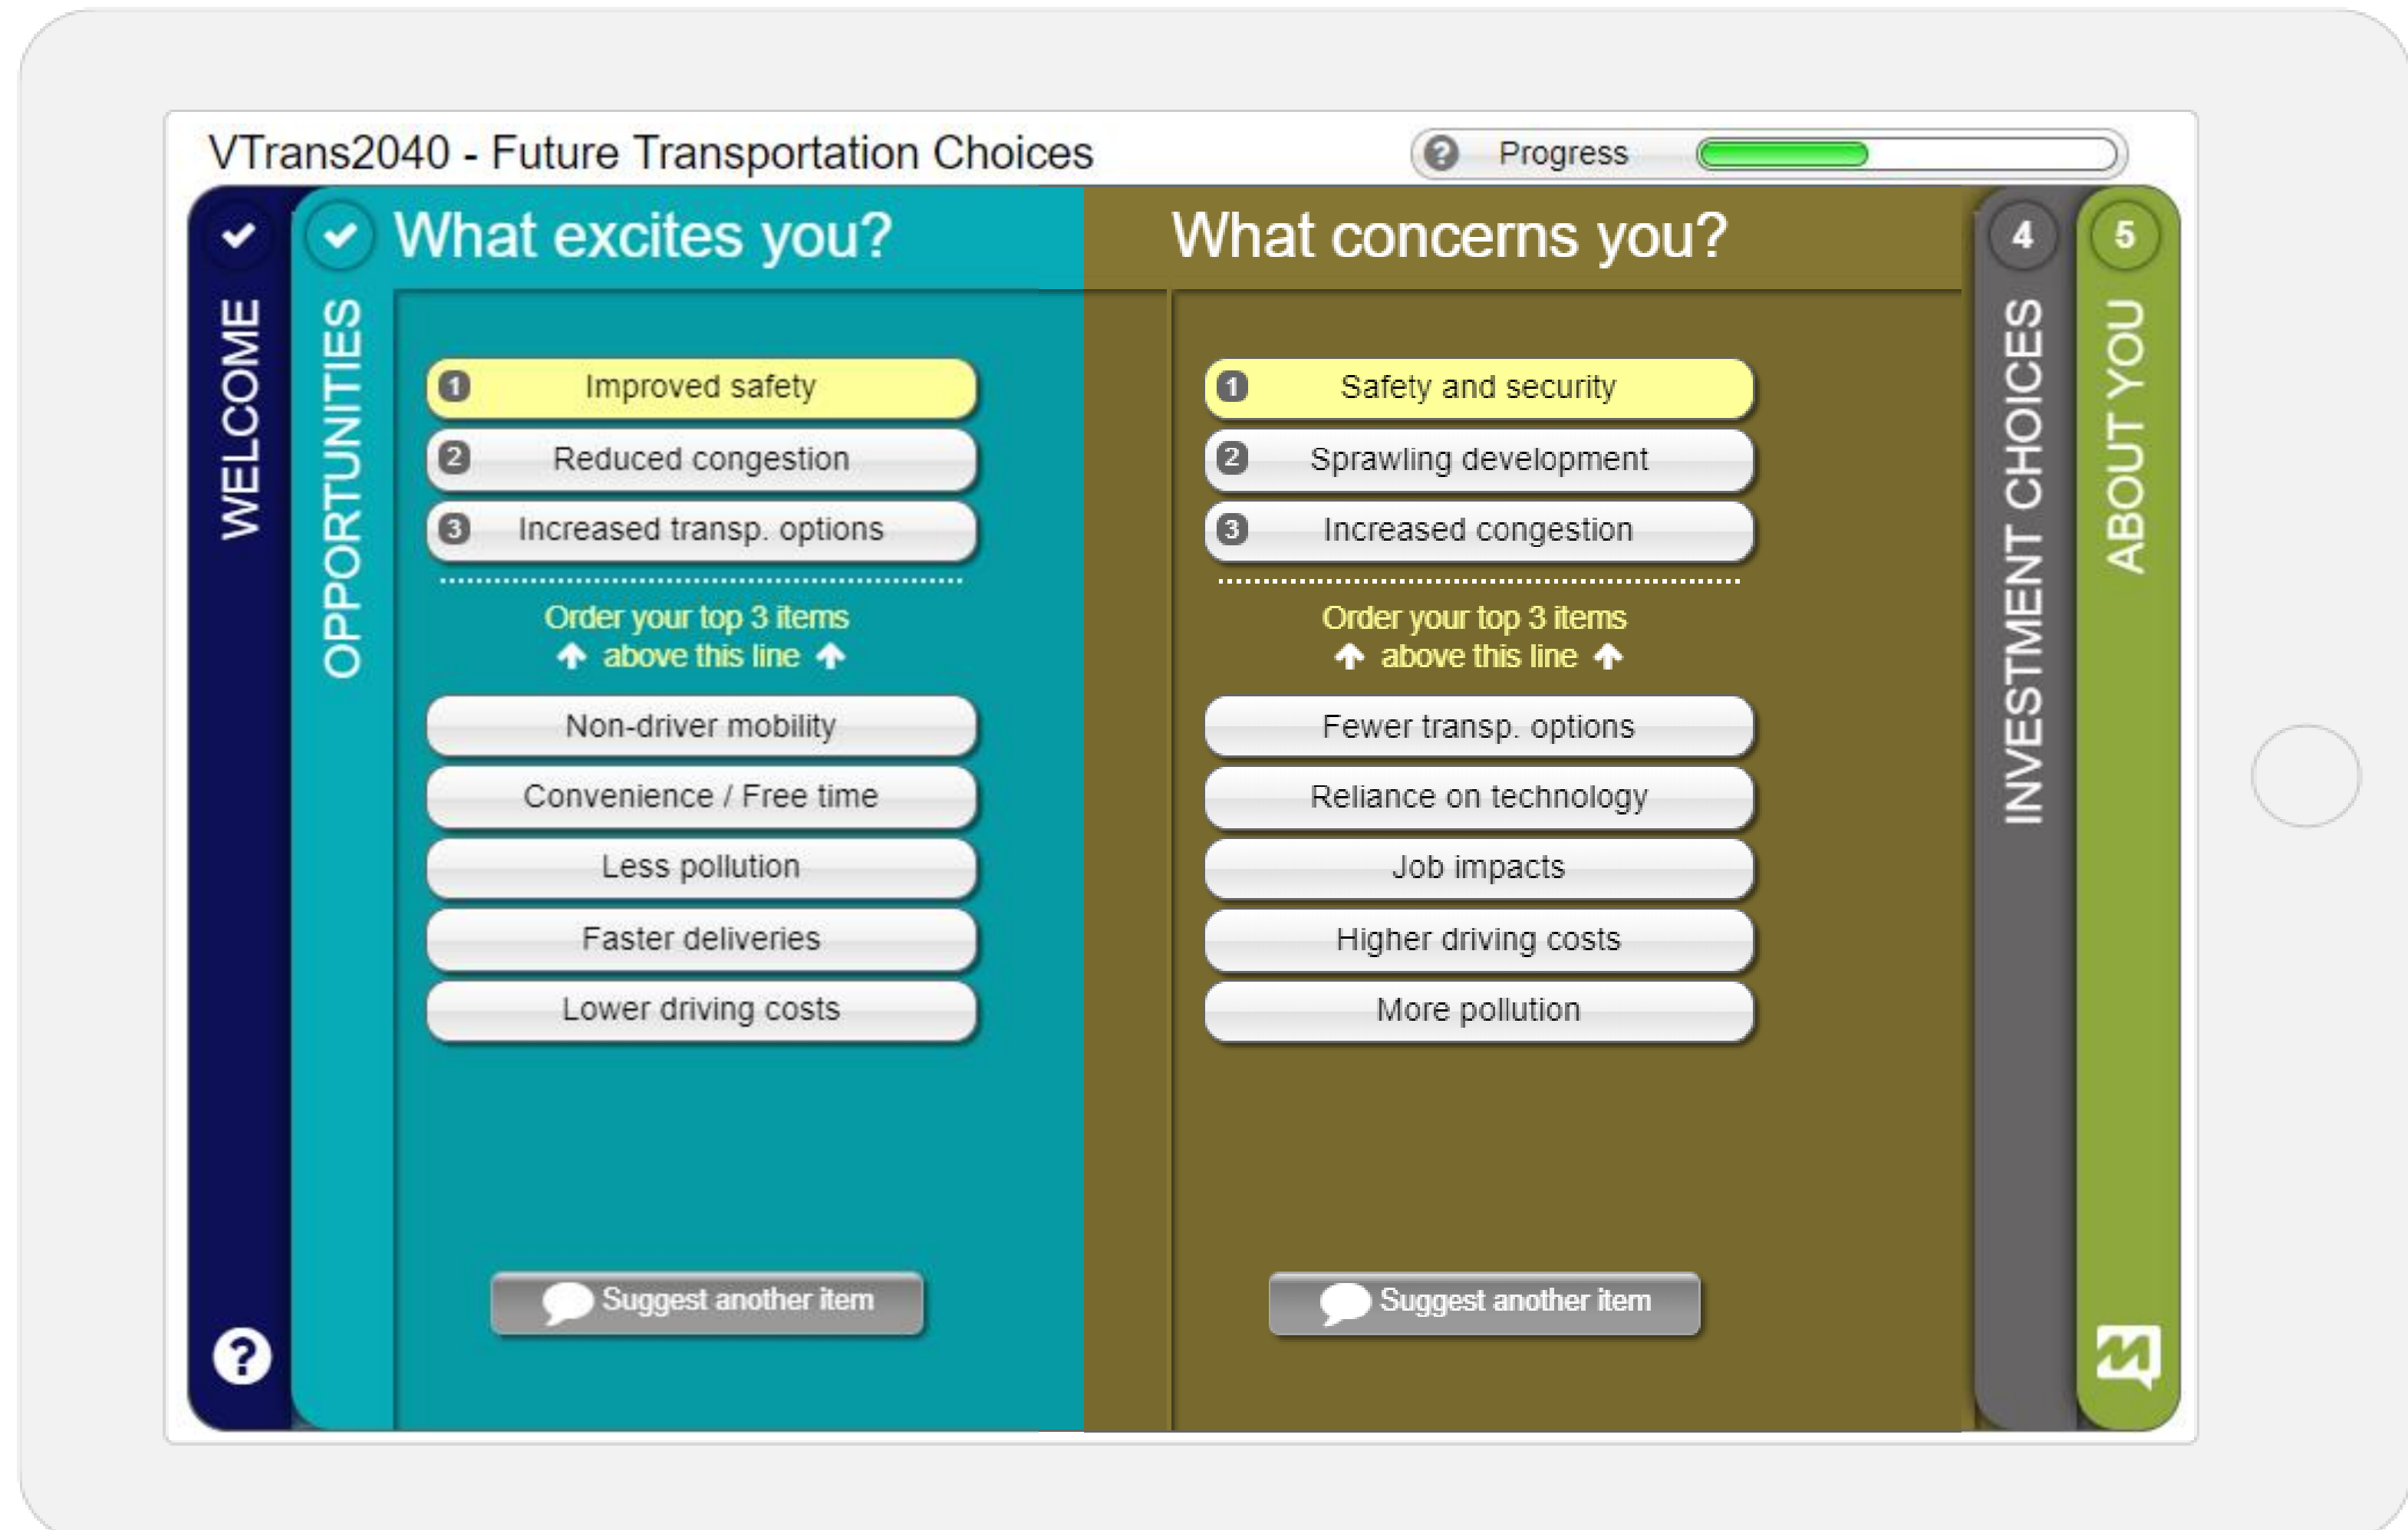 VTrans2040 - Future Transportation Choices
? Progress
WELCOME
?
OPPORTUNITIES
What excites you?
1 Improved safety
2 Reduced congestion
3 Increased transp. options
Order your top 3 items
above this line
Non-driver mobility
Convenience / Free time
Less pollution
Faster deliveries
Lower driving costs
Suggest another item
What concerns you?
1 Safety and security
2 Sprawling development
3 Increased congestion
Order your top 3 items
above this line
Fewer transp. options
Reliance on technology
Job impacts
Higher driving costs
More pollution
Suggest another item
4
INVESTMENT CHOICES
5
ABOUT YOU
M